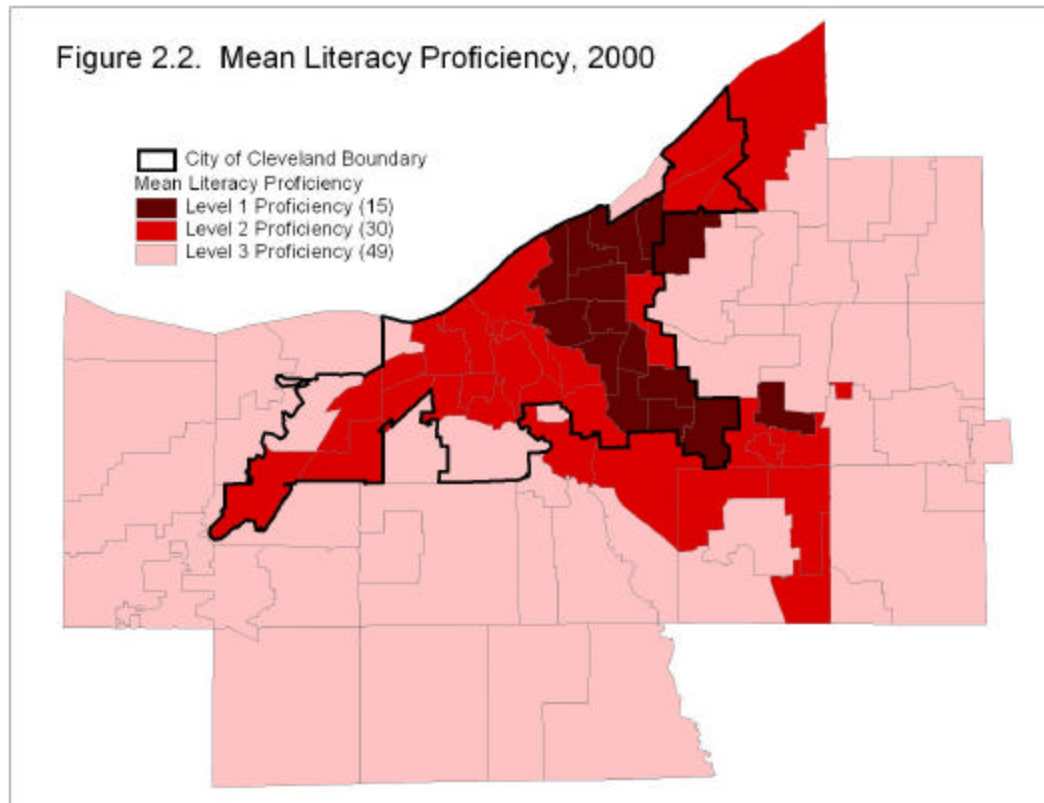 Figure 2.2. Mean Literacy Proficiency, 2000
City of Cleveland Boundary
Mean Literacy Proficiency
Level 1 Proficiency (15)
Level 2 Proficiency (30)
Level 3 Proficiency (49)